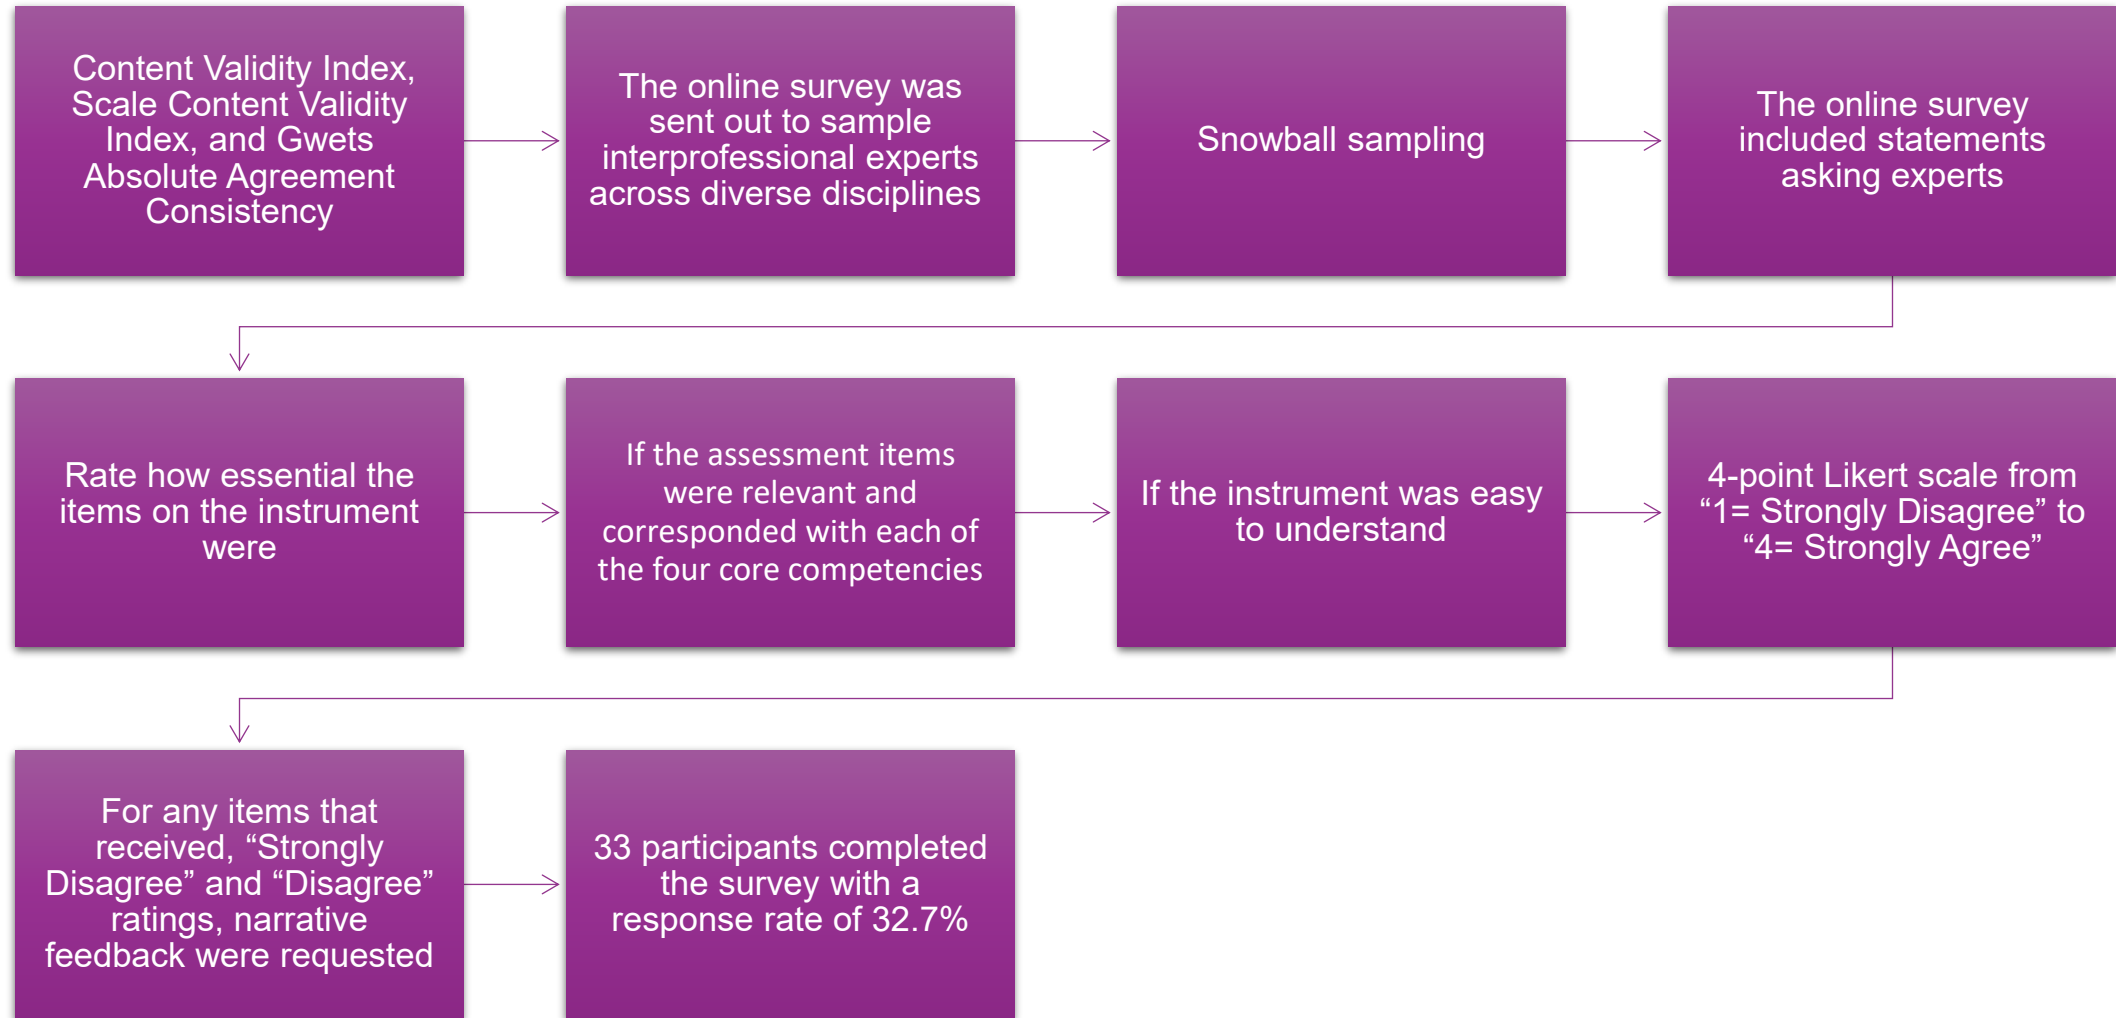 Content Validity Index,
Scale Content Validity
Index, and Gwets
Absolute Agreement
Consistency
The online survey was
sent out to sample
interprofessional experts
across diverse disciplines
Snowball sampling
The online survey
included statements
asking experts
Rate how essential the
items on the instrument
were
If the assessment items
were relevant and
corresponded with each of
the four core competencies
If the instrument was easy
to understand
4-point Likert scale from
“1= Strongly Disagree” to
“4= Strongly Agree”
For any items that
received, “Strongly
Disagree” and “Disagree”
ratings, narrative
feedback were requested
33 participants completed
the survey with a
response rate of 32.7%